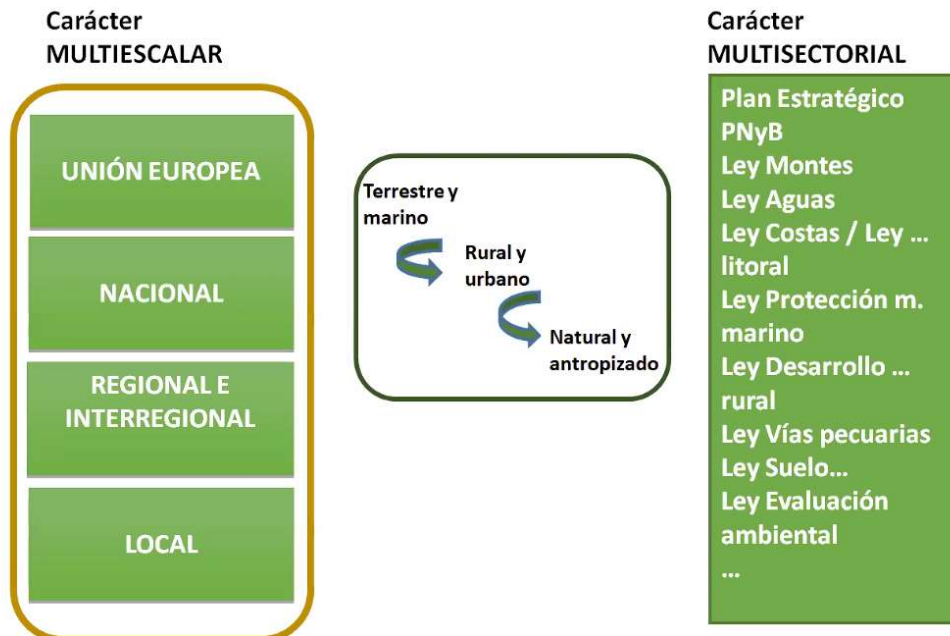 Carácter
MULTIESCALAR
UNIÓN EUROPEA
NACIONAL
REGIONAL E
INTERREGIONAL
LOCAL
Terrestre y
marino
Rural y
urbano
Natural y
antropizado
Carácter
MULTISECTORIAL
Plan Estratégico
PNyB
Ley Montes
Ley Aguas
Ley Costas / Ley ...
litoral
Ley Protección m.
marino
Ley Desarrollo ...
rural
Ley Vías pecuarias
Ley Suelo...
Ley Evaluación
ambiental
...